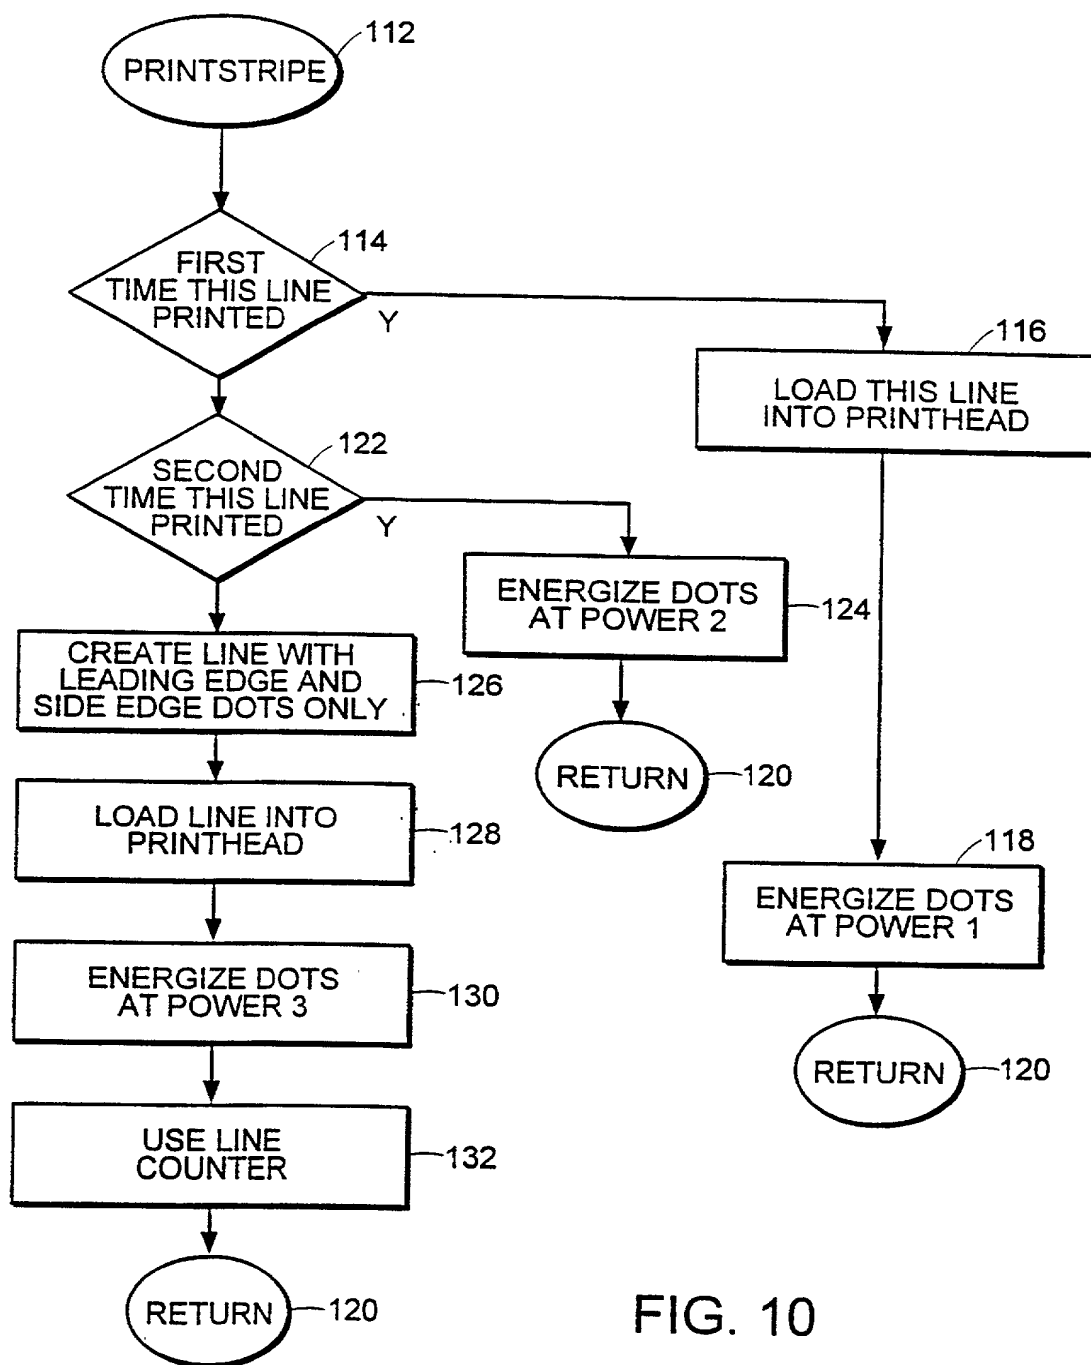 PRINTSTRIPE
112
FIRST
TIME THIS LINE
PRINTED
114
Y
LOAD THIS LINE
INTO PRINTHEAD
116
SECOND
TIME THIS LINE
PRINTED
122
Y
ENERGIZE DOTS
AT POWER 2
124
CREATE LINE WITH
LEADING EDGE AND
SIDE EDGE DOTS ONLY
126
RETURN
120
LOAD LINE INTO
PRINTHEAD
128
ENERGIZE DOTS
AT POWER 1
118
ENERGIZE DOTS
AT POWER 3
130
RETURN
120
USE LINE
COUNTER
132
RETURN
120
FIG. 10